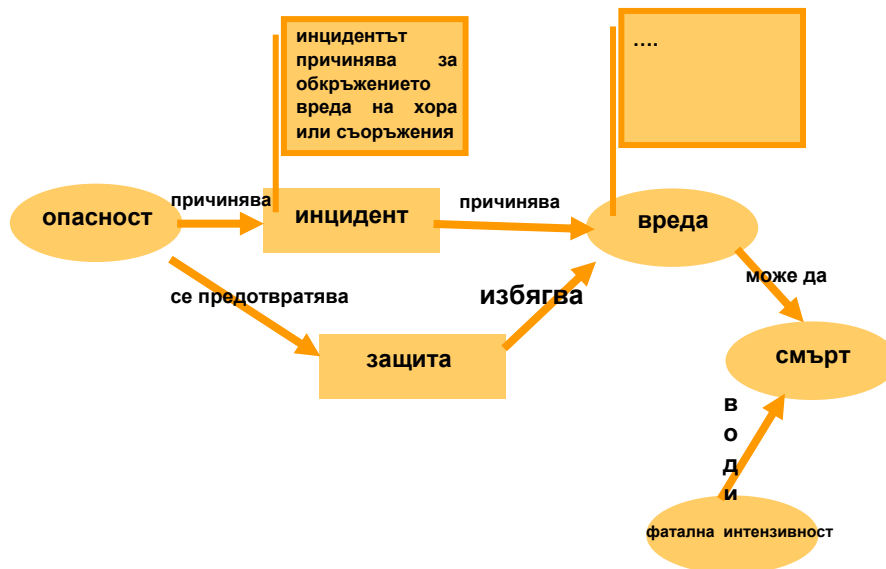 инцидентът
причинява за
обкръжението
вреда на хора
или съоръжения
….
причинява
причинява
опасност
инцидент
вреда
може да
се предотвратява
избягва
защита
смърт
в
о
д
и
фатална интензивност